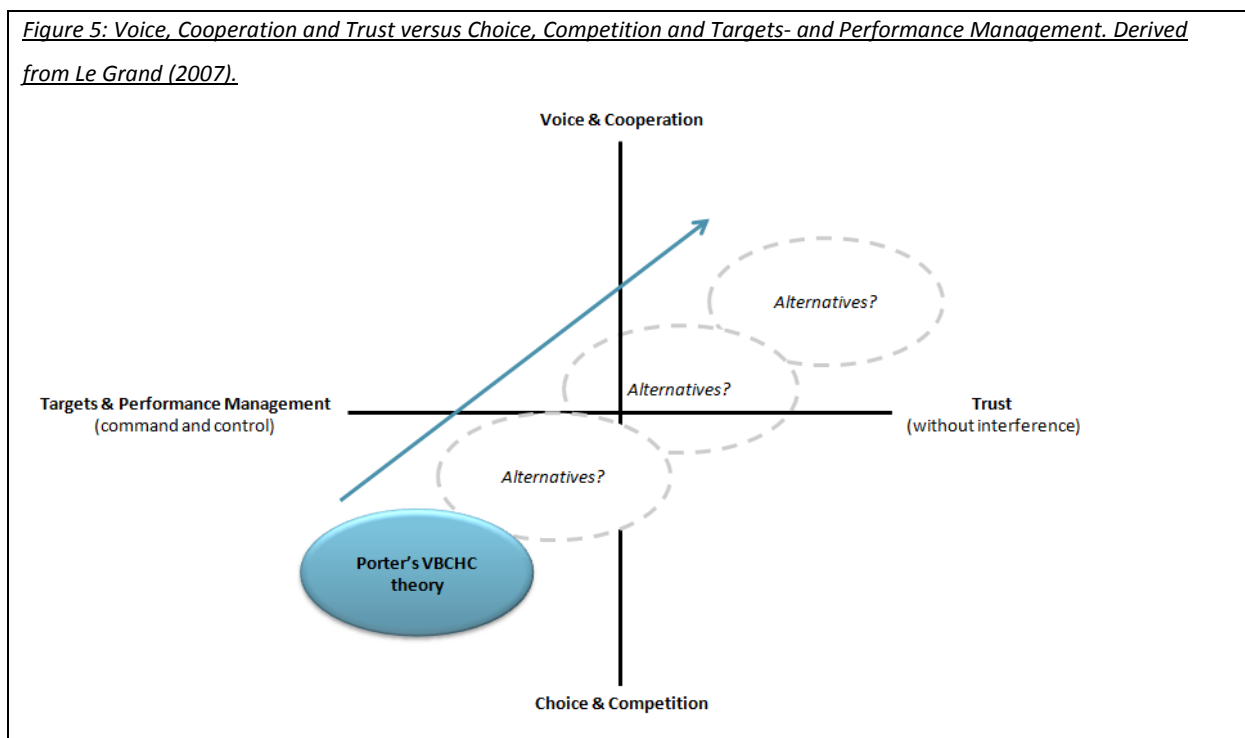 Figure 5: Voice, Cooperation and Trust versus Choice, Competition and Targets- and Performance Management. Derived
from Le Grand (2007).
Voice & Cooperation
Alternatives?
Alternatives?
Targets & Performance Management
(command and control)
Trust
(without interference)
Alternatives?
Porter's VBCHC
theory
Choice & Competition